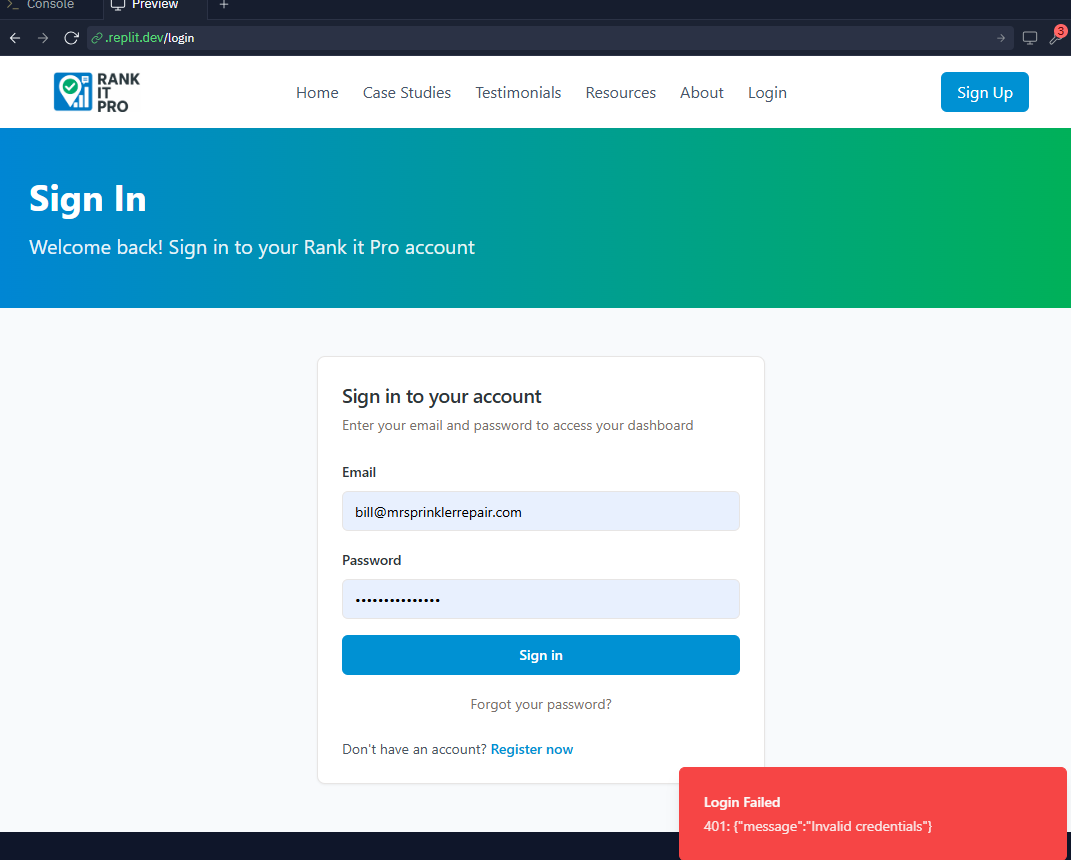 Console
Preview
.replit.dev/login
3
RANK
IT
PRO
Home
Case Studies
Testimonials
Resources
About
Login
Sign Up
Sign In
Welcome back! Sign in to your Rank it Pro account
Sign in to your account
Enter your email and password to access your dashboard
Email
bill@mrsprinklerrepair.com
Password
•••••••••••••••
Sign in
Forgot your password?
Don't have an account? Register now
Login Failed
401: {"message":"Invalid credentials"}